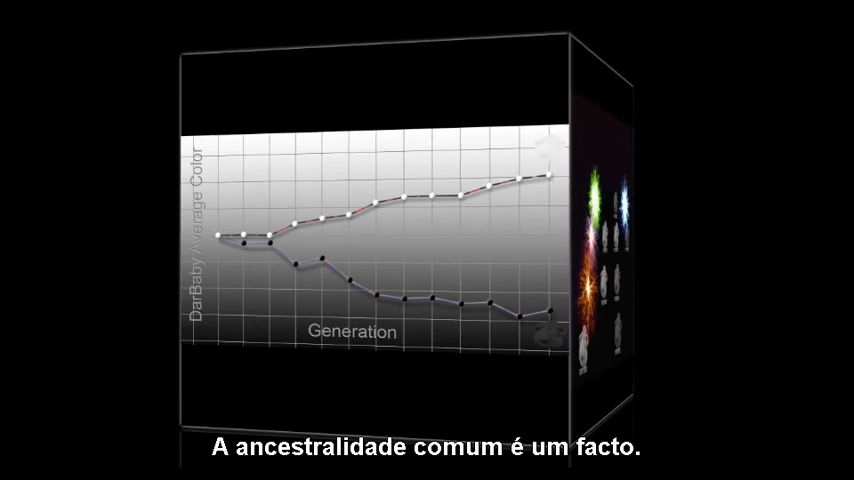 DarBaby Average Color
Generation
A ancestralidade comum é um facto.